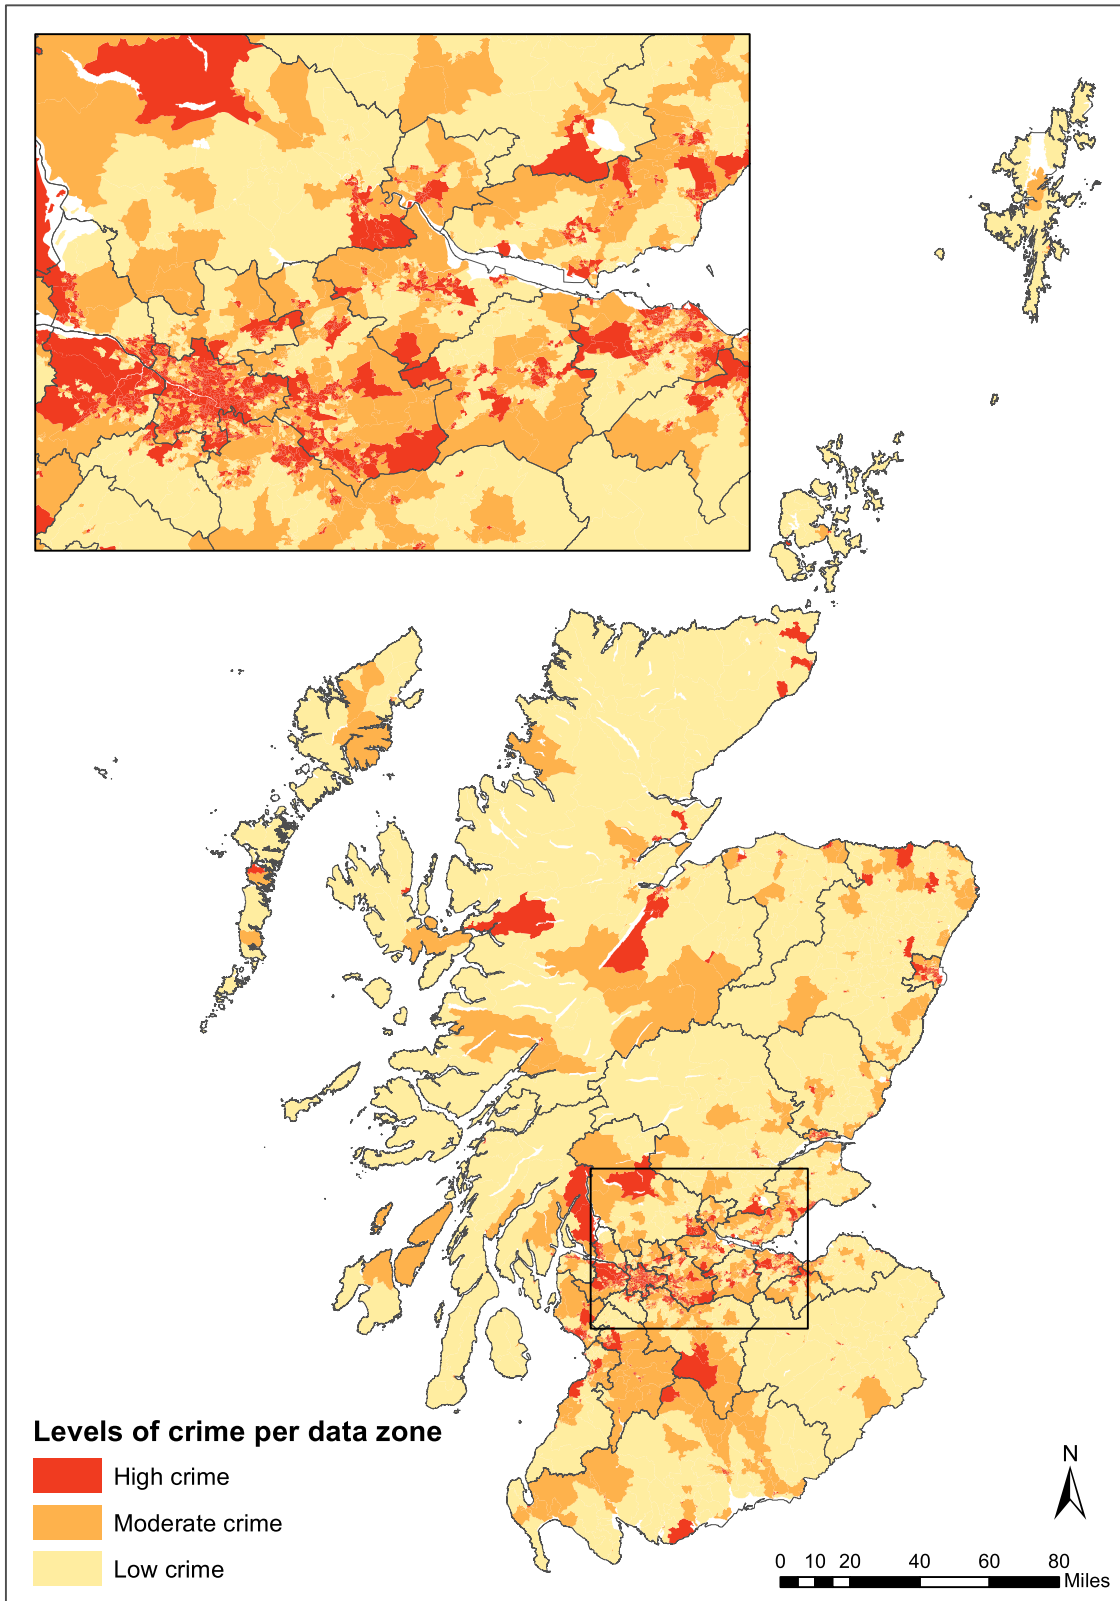 Levels of crime per data zone
High crime
Moderate crime
Low crime
N
0 10 20 40 60 80
Miles